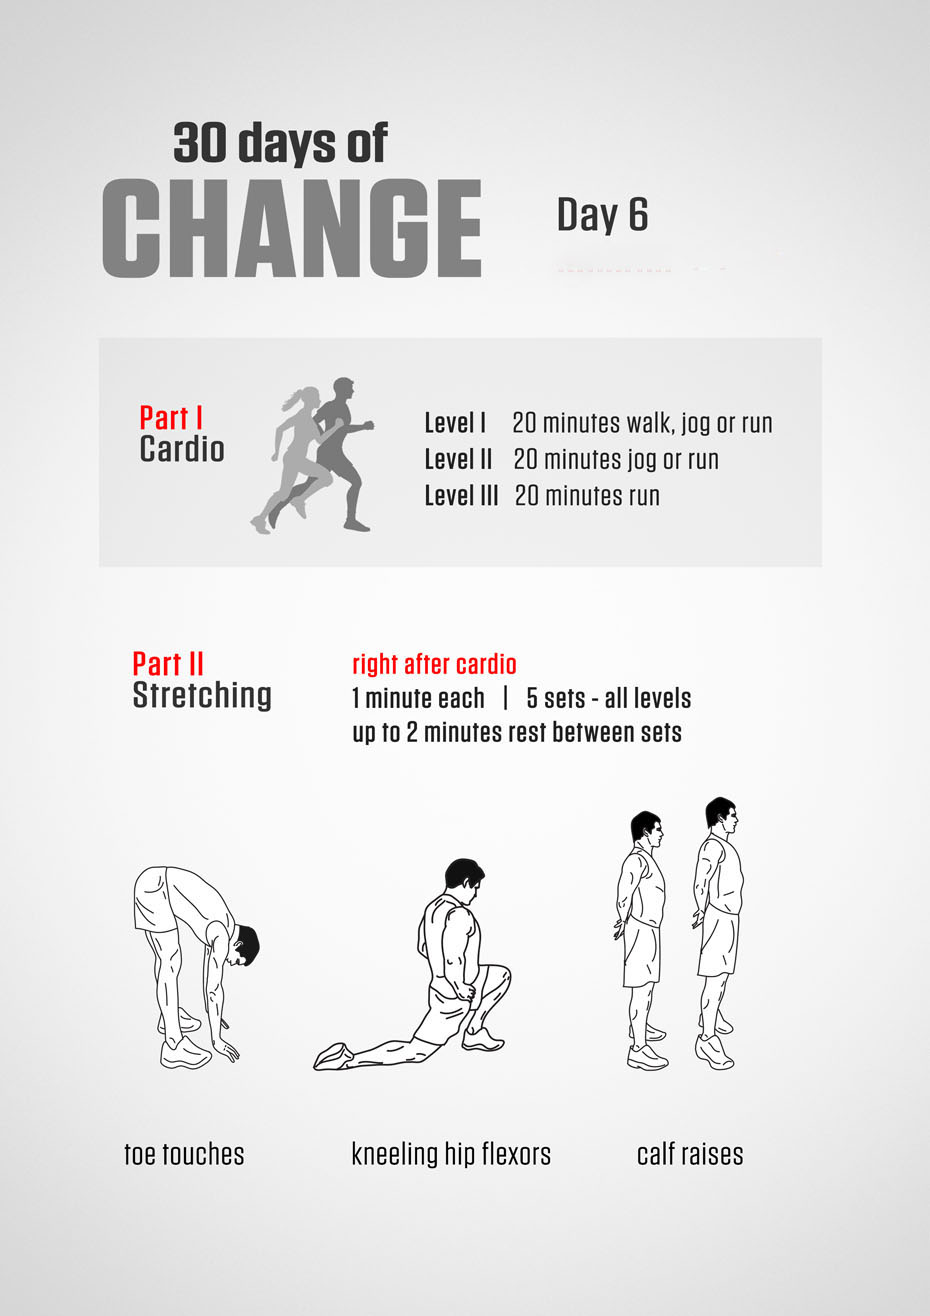 30 days of
CHANGE
Day 6
Part I
Cardio
Level I 20 minutes walk, jog or run
Level II 20 minutes jog or run
Level III 20 minutes run
Part II
Stretching
right after cardio
1 minute each | 5 sets - all levels
up to 2 minutes rest between sets
toe touches
kneeling hip flexors
calf raises